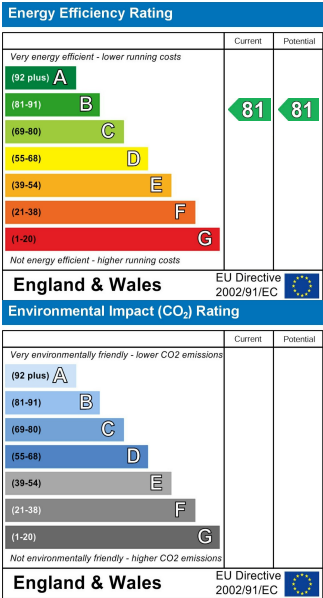 Energy Efficiency Rating
Current Potential
Very energy efficient - lower running costs
(92 plus) A
(81-91) B
81 81
(69-80) C
(55-68) D
(39-54) E
(21-38) F
(1-20) G
Not energy efficient - higher running costs
England & Wales
EU Directive
2002/91/EC
Environmental Impact (CO₂) Rating
Current Potential
Very environmentally friendly - lower CO2 emissions
(92 plus) A
(81-91) B
(69-80) C
(55-68) D
(39-54) E
(21-38) F
(1-20) G
Not environmentally friendly - higher CO2 emissions
England & Wales
EU Directive
2002/91/EC